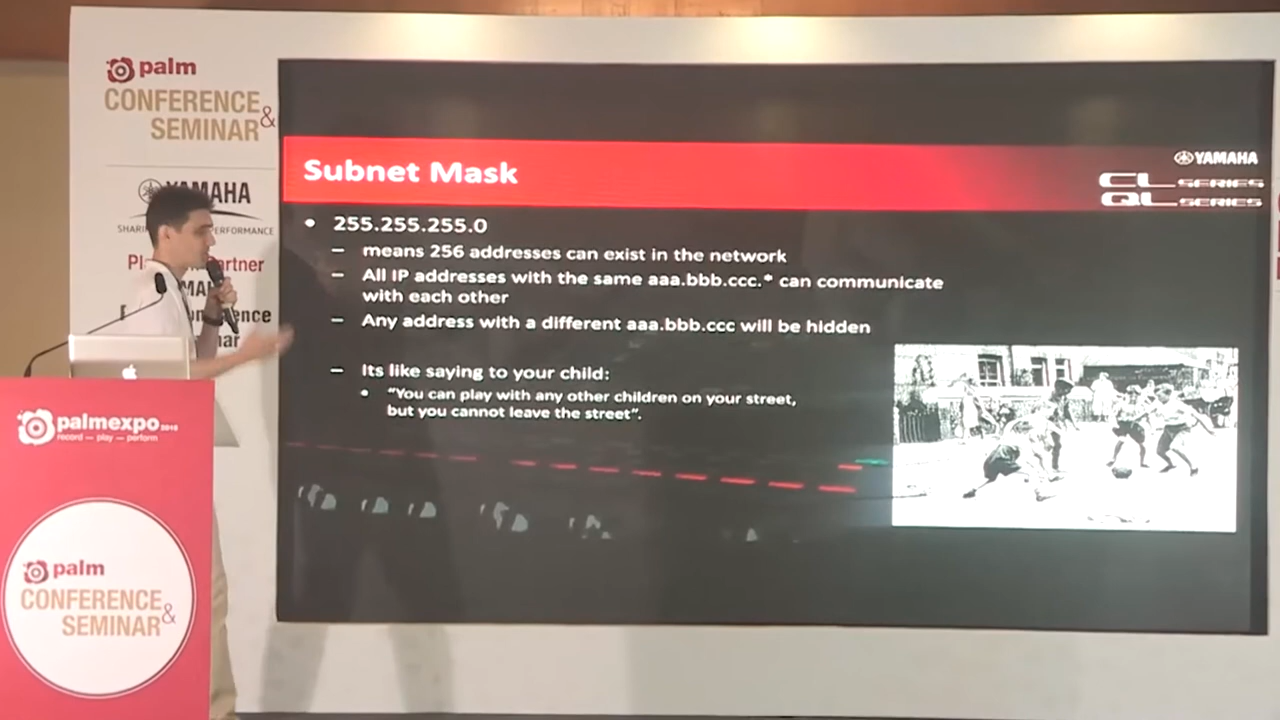 palm
CONFERENCE
&
SEMINAR
YAMAHA
PERFORMANCE
Subnet Mask
YAMAHA
CL SERIES
QL SERIES
• 255.255.255.0
– means 256 addresses can exist in the network
– All IP addresses with the same aaa.bbb.ccc.* can communicate
with each other
– Any address with a different aaa.bbb.ccc will be hidden
– Its like saying to your child:
• “You can play with any other children on your street,
but you cannot leave the street”.
palmexpo
record — play — perform
palm
CONFERENCE
&
SEMINAR